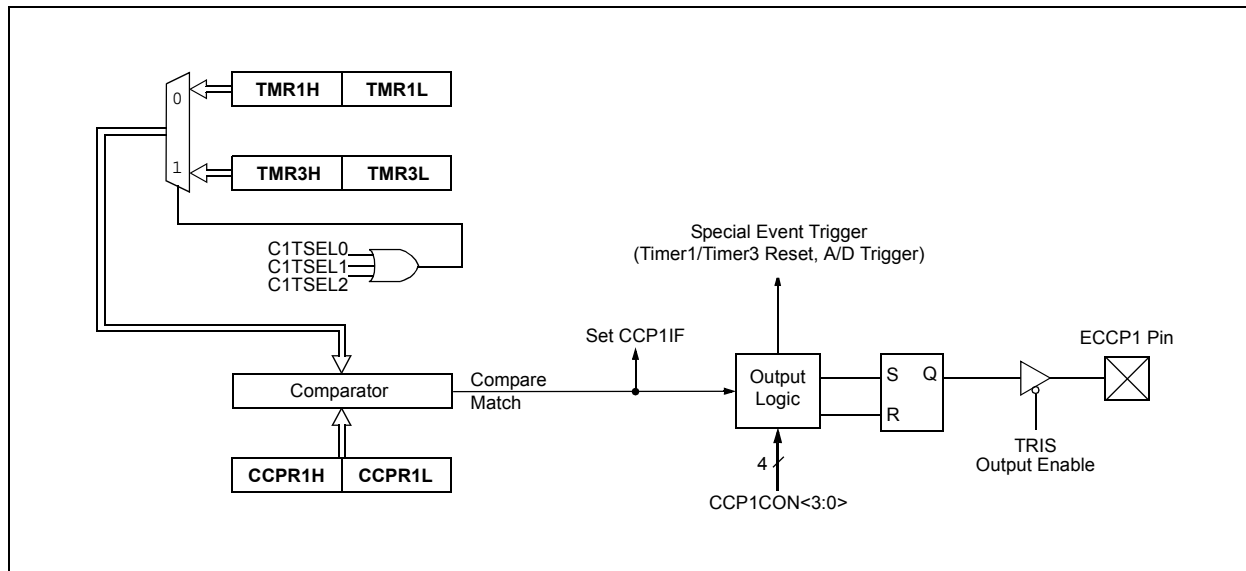 0
TMR1H TMR1L
1
TMR3H TMR3L
C1TSEL0
C1TSEL1
C1TSEL2
Special Event Trigger
(Timer1/Timer3 Reset, A/D Trigger)
Set CCP1IF
ECCP1 Pin
Comparator
Compare
Match
Output
Logic
S Q
R
TRIS
Output Enable
4
CCP1CON<3:0>
CCPR1H CCPR1L